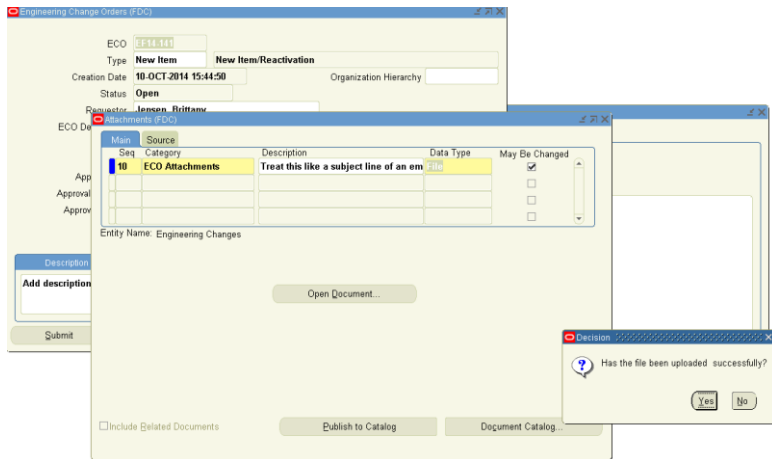 Engineering Change Orders (FDC)
ECO EF14-141
Type New Item New Item/Reactivation
Creation Date 10-OCT-2014 15:44:50 Organization Hierarchy
Status Open
Requestor Jensen, Brittany
ECO De
App
Approval
Approv
Description
Add description
Submit
Attachments (FDC)
Main Source
Seq Category Description Data Type May Be Changed
10 ECO Attachments Treat this like a subject line of an em File
Entity Name: Engineering Changes
Open Document...
Include Related Documents
Publish to Catalog
Document Catalog...
Decision
Has the file been uploaded successfully?
Yes No